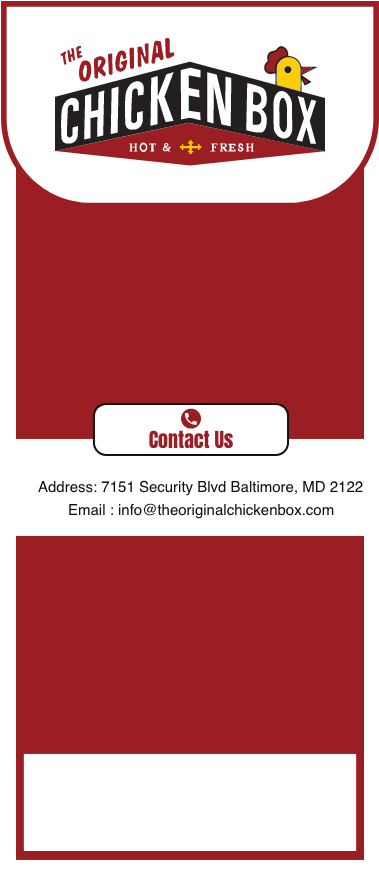 THE
ORIGINAL
CHICKEN BOX
HOT & FRESH
Contact Us
Address: 7151 Security Blvd Baltimore, MD 2122
Email : info@theoriginalchickenbox.com